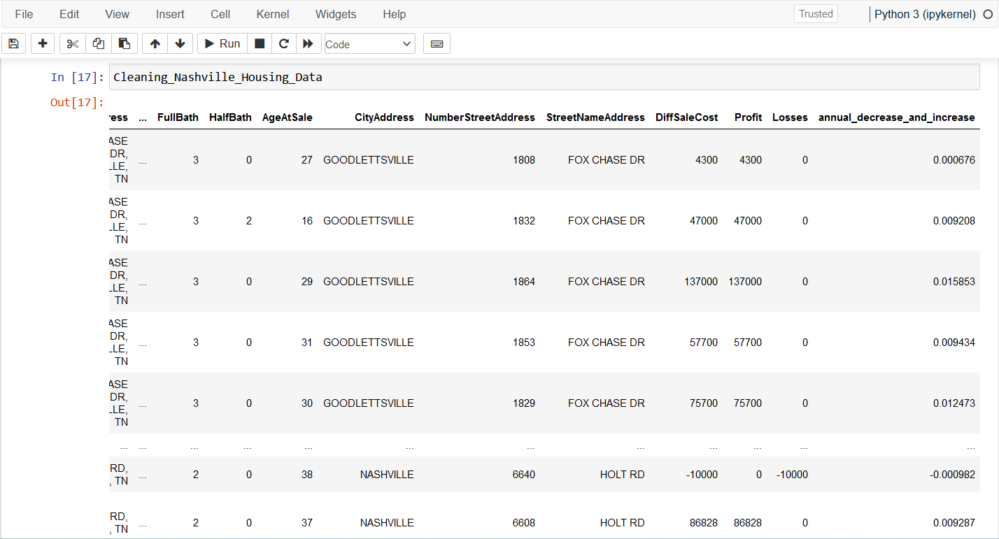 File Edit View Insert Cell Kernel Widgets Help Trusted Python 3 (ipykernel)
Run Code
In [17]: Cleaning_Nashville_Housing_Data
Out[17]:
ress ... FullBath HalfBath AgeAtSale CityAddress NumberStreetAddress StreetNameAddress DiffSaleCost Profit Losses annual_decrease_and_increase
ASE
DR,
... 3 0 27 GOODLETTSVILLE 1808 FOX CHASE DR 4300 4300 0 0.000676
LLE,
TN
ASE
DR,
... 3 2 16 GOODLETTSVILLE 1832 FOX CHASE DR 47000 47000 0 0.009208
LLE,
TN
ASE
DR,
... 3 0 29 GOODLETTSVILLE 1864 FOX CHASE DR 137000 137000 0 0.015853
LLE,
TN
ASE
DR,
... 3 0 31 GOODLETTSVILLE 1853 FOX CHASE DR 57700 57700 0 0.009434
LLE,
TN
ASE
DR,
... 3 0 30 GOODLETTSVILLE 1829 FOX CHASE DR 75700 75700 0 0.012473
LLE,
TN
... ... ... ... ... ... ... ... ... ... ... ...
RD,
... 2 0 38 NASHVILLE 6640 HOLT RD -10000 0 -10000 -0.000982
, TN
RD,
... 2 0 37 NASHVILLE 6608 HOLT RD 86828 86828 0 0.009287
, TN